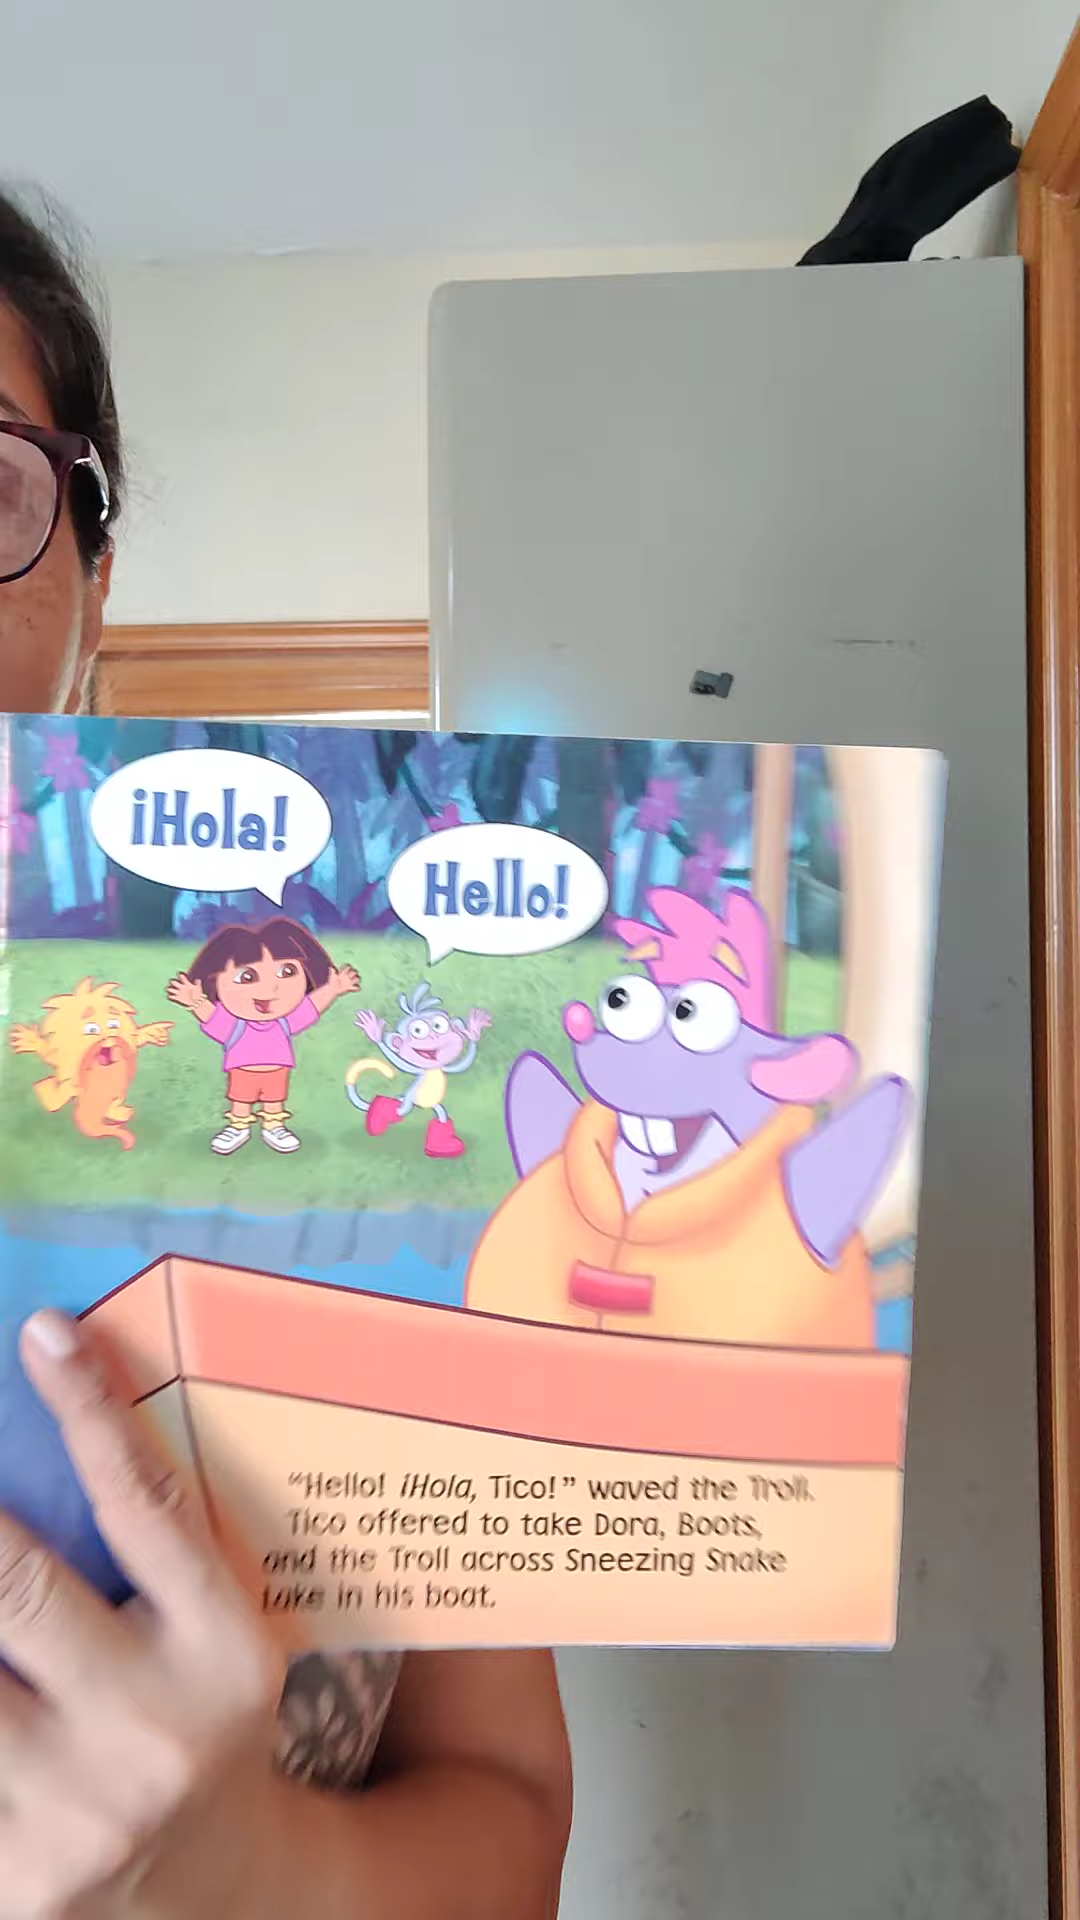 ¡Hola!
Hello!
“Hello! ¡Hola, Tico!” waved the Troll.
Tico offered to take Dora, Boots,
and the Troll across Sneezing Snake
Lake in his boat.